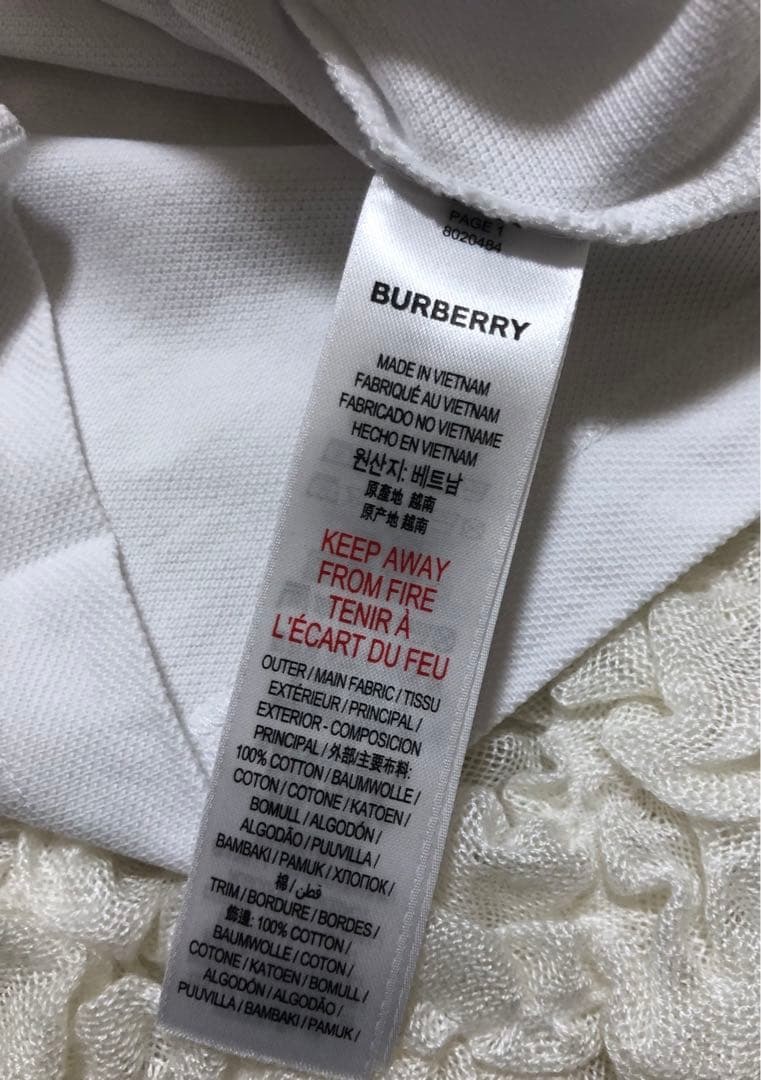 PAGE 1
8020484
BURBERRY
MADE IN VIETNAM
FABRIQUÉ AU VIETNAM
FABRICADO NO VIETNAME
HECHO EN VIETNAM
원산지: 베트남
原產地 越南
原产地 越南
KEEP AWAY
FROM FIRE
TENIR À
L'ÉCART DU FEU
OUTER / MAIN FABRIC / TISSU
EXTÉRIEUR / PRINCIPAL /
EXTERIOR - COMPOSICION
PRINCIPAL / 外部/主要布料:
100% COTTON / BAUMWOLLE /
COTON / COTONE / KATOEN /
BOMULL / ALGODÓN /
ALGODÃO / PUUVILLA /
BAMBAKI / PAMUK / ХЛОПОК /
棉 / قطن /
TRIM / BORDURE / BORDES /
飾邊: 100% COTTON /
BAUMWOLLE / COTON /
COTONE / KATOEN / BOMULL /
ALGODÓN / ALGODÃO /
PUUVILLA / BAMBAKI / PAMUK /